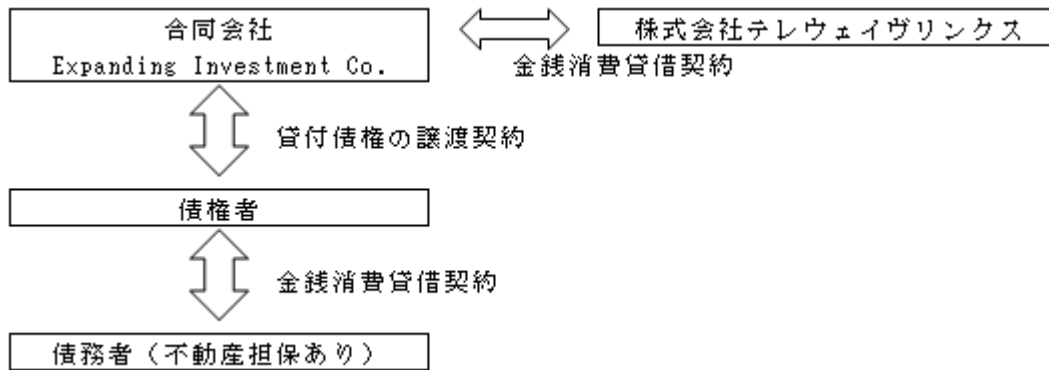 合同会社
Expanding Investment Co.
株式会社テレウェイヴリンクス
金銭消費貸借契約
貸付債権の譲渡契約
債権者
金銭消費貸借契約
債務者（不動産担保あり）